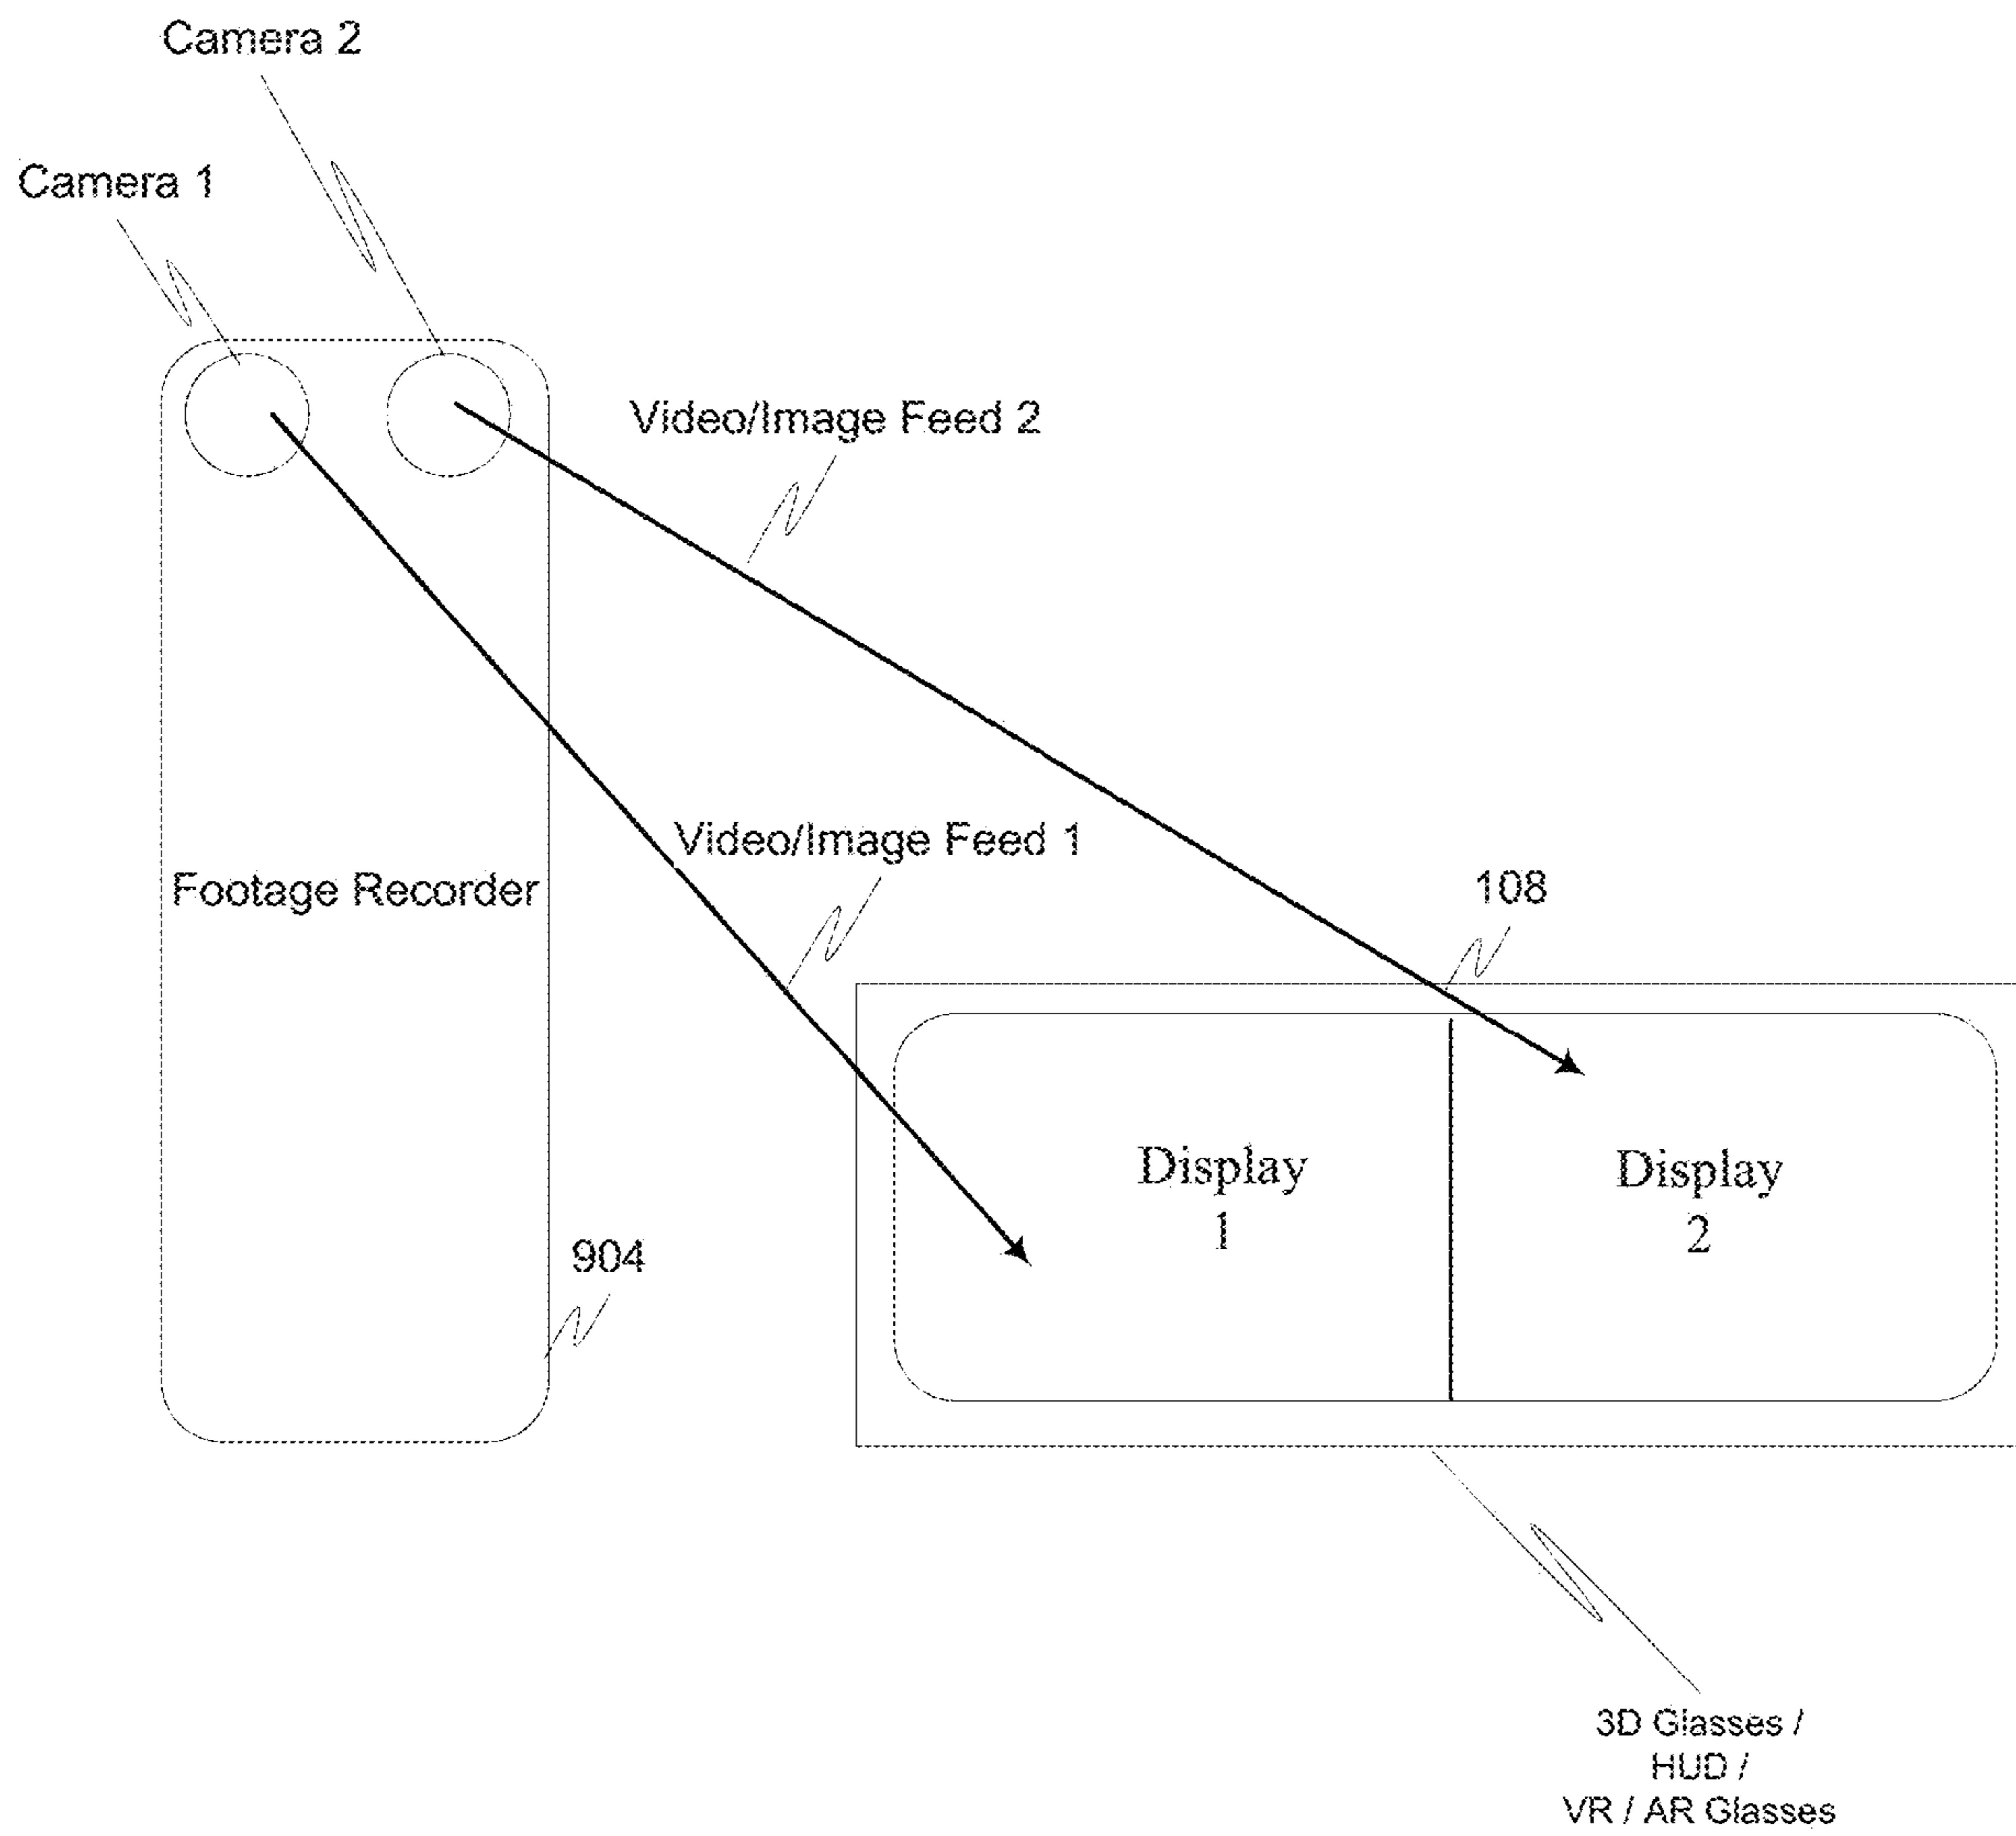 Camera 2
Camera 1
Video/Image Feed 2
Video/Image Feed 1
Footage Recorder
108
Display
1
Display
2
904
3D Glasses /
HUD /
VR / AR Glasses